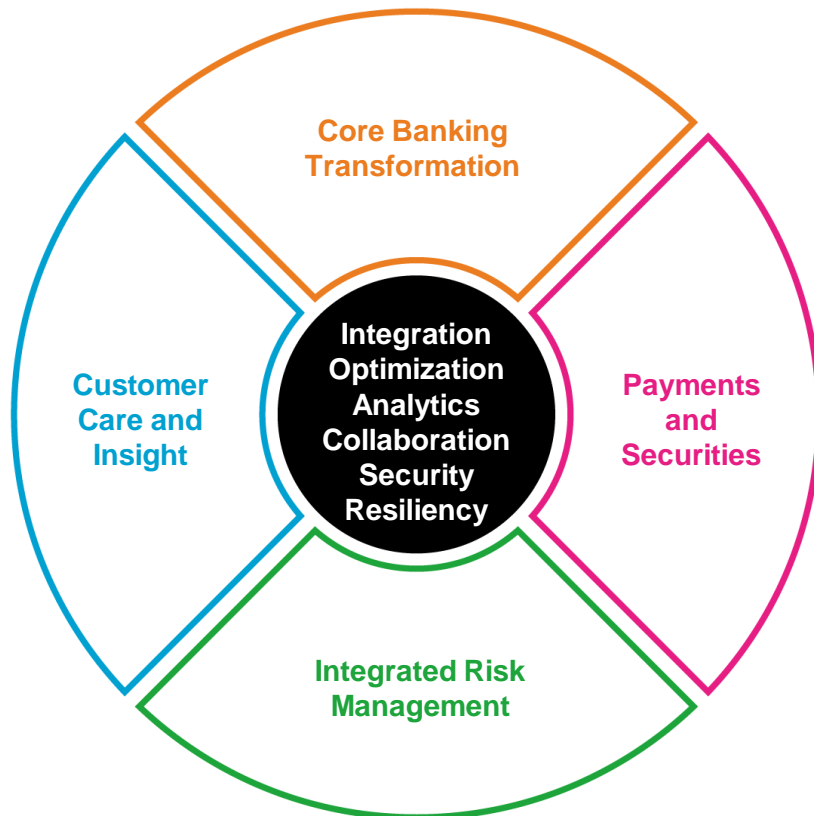 Core Banking
Transformation
Customer
Care and
Insight
Integration
Optimization
Analytics
Collaboration
Security
Resiliency
Payments
and
Securities
Integrated Risk
Management